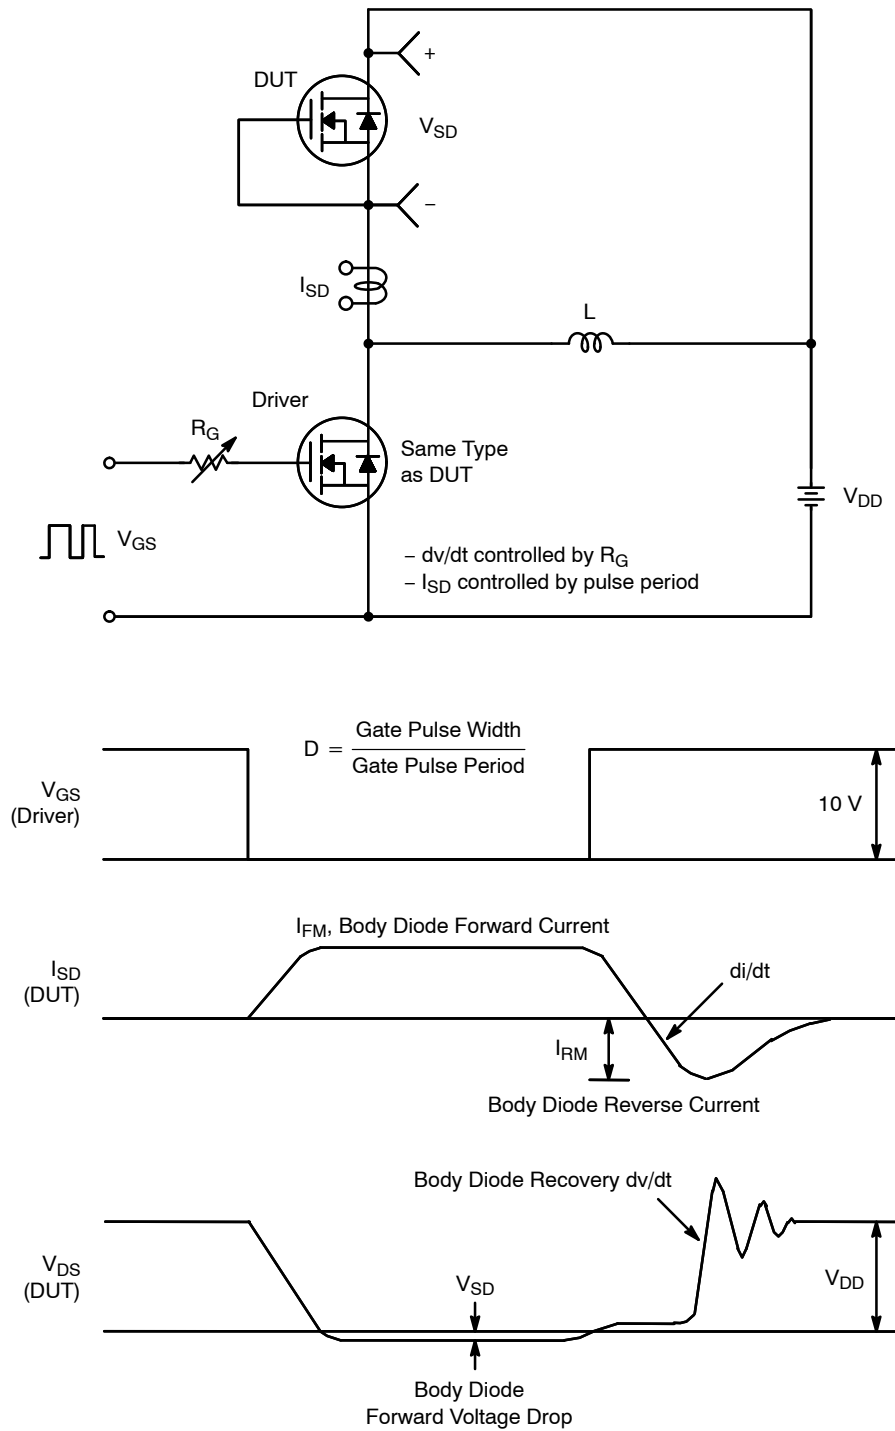 +
DUT
V_SD
−
I_SD
L
Driver
R_G
Same Type
as DUT
V_DD
V_GS
− dv/dt controlled by R_G
− I_SD controlled by pulse period
D = Gate Pulse Width
Gate Pulse Period
V_GS
(Driver)
10 V
I_FM, Body Diode Forward Current
I_SD
(DUT)
di/dt
I_RM
Body Diode Reverse Current
Body Diode Recovery dv/dt
V_DS
(DUT)
V_SD
V_DD
Body Diode
Forward Voltage Drop